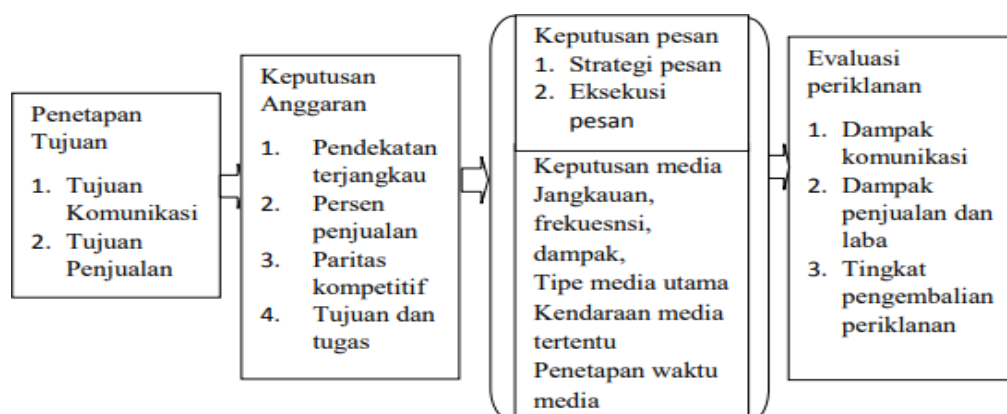 Penetapan
Tujuan
1. Tujuan
Komunikasi
2. Tujuan
Penjualan
Keputusan
Anggaran
1. Pendekatan
terjangkau
2. Persen
penjualan
3. Paritas
kompetitif
4. Tujuan dan
tugas
Keputusan pesan
1. Strategi pesan
2. Eksekusi
pesan
Keputusan media
Jangkauan,
frekuesnsi,
dampak,
Tipe media utama
Kendaraan media
tertentu
Penetapan waktu
media
Evaluasi
periklanan
1. Dampak
komunikasi
2. Dampak
penjualan dan
laba
3. Tingkat
pengembalian
periklanan